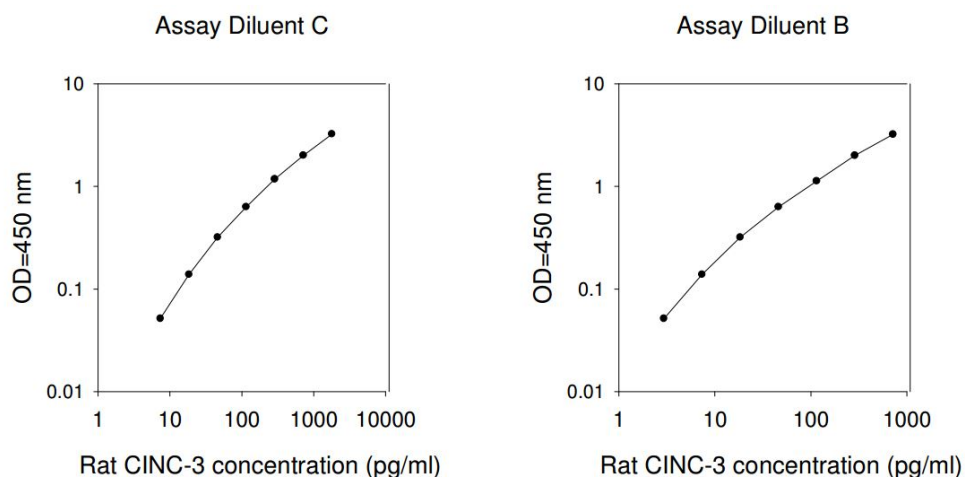 Assay Diluent C
10
1
0.1
0.01
OD=450 nm
1 10 100 1000 10000
Rat CINC-3 concentration (pg/ml)
Assay Diluent B
10
1
0.1
0.01
OD=450 nm
1 10 100 1000
Rat CINC-3 concentration (pg/ml)